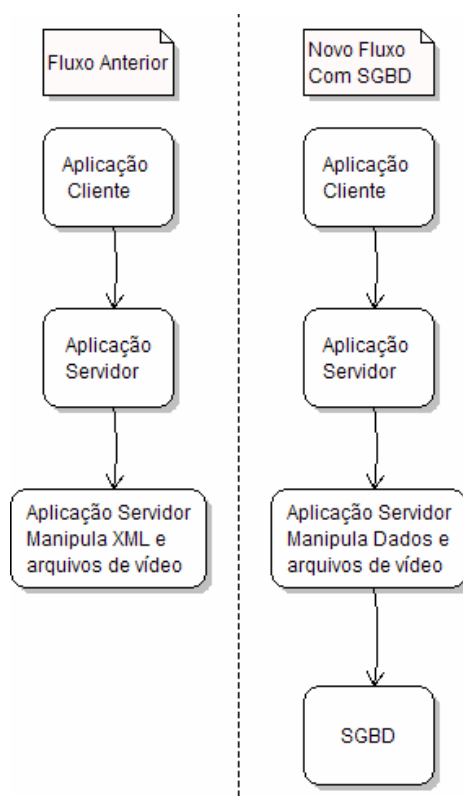 Fluxo Anterior
Aplicação
Cliente
Aplicação
Servidor
Aplicação Servidor
Manipula XML e
arquivos de vídeo
Novo Fluxo
Com SGBD
Aplicação
Cliente
Aplicação
Servidor
Aplicação Servidor
Manipula Dados e
arquivos de vídeo
SGBD